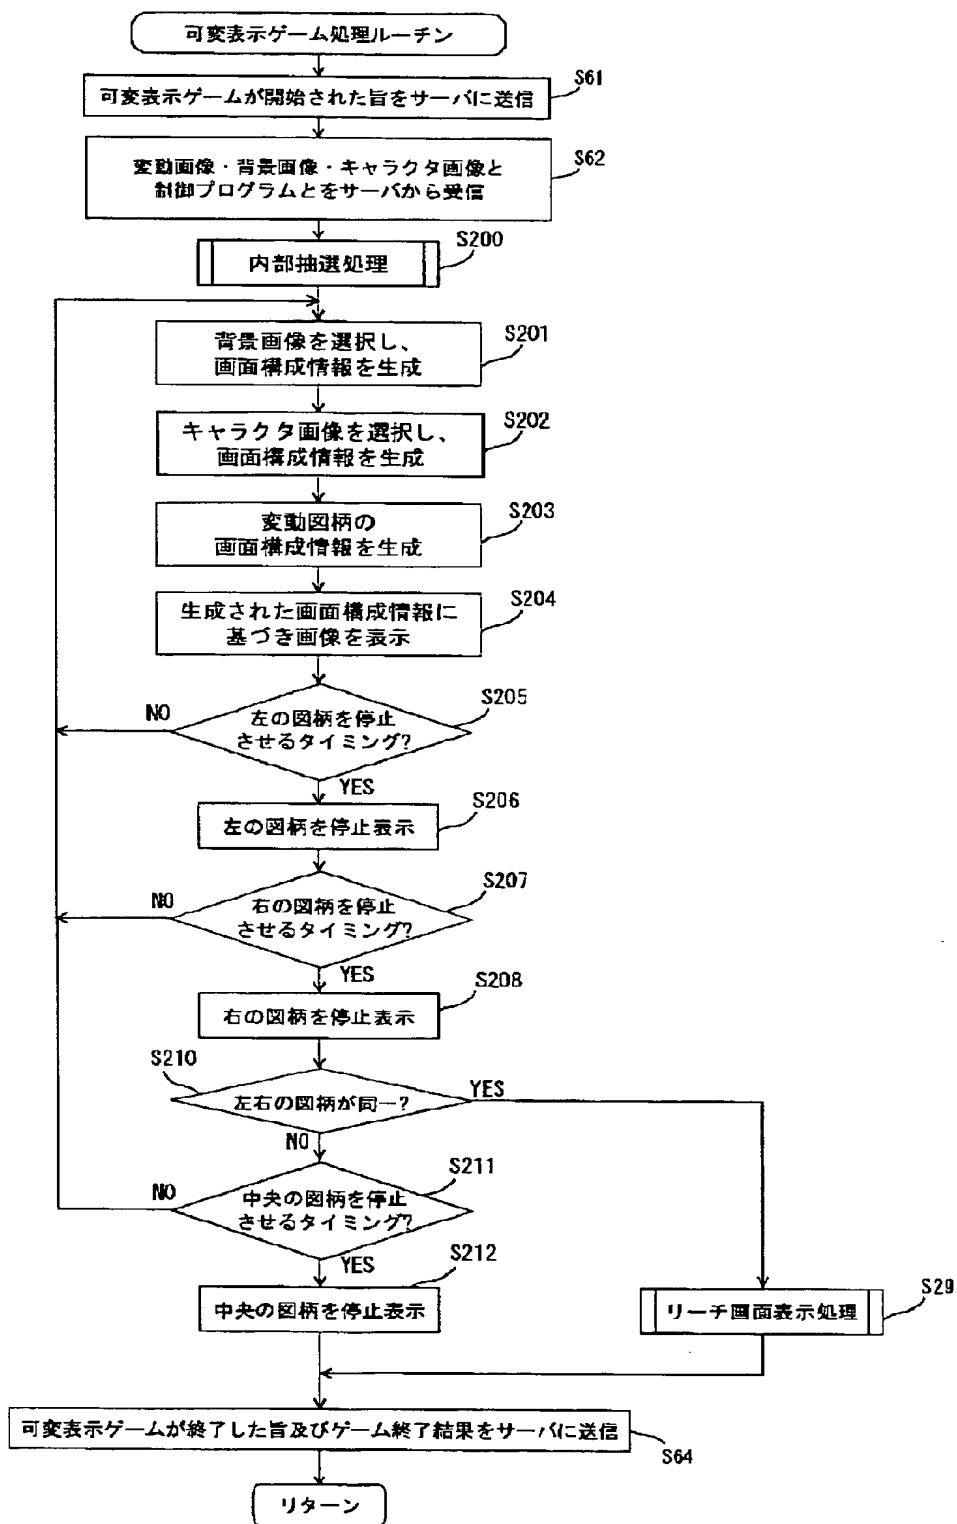 可変表示ゲーム処理ルーチン
S61
可変表示ゲームが開始された旨をサーバに送信
S62
変動画像・背景画像・キャラクタ画像と
制御プログラムとをサーバから受信
S200
内部抽選処理
S201
背景画像を選択し、
画面構成情報を生成
S202
キャラクタ画像を選択し、
画面構成情報を生成
S203
変動図柄の
画面構成情報を生成
S204
生成された画面構成情報に
基づき画像を表示
S205
NO
左の図柄を停止
させるタイミング?
YES
S206
左の図柄を停止表示
S207
NO
右の図柄を停止
させるタイミング?
YES
S208
右の図柄を停止表示
S210
YES
左右の図柄が同一?
NO
S211
NO
中央の図柄を停止
させるタイミング?
YES
S212
中央の図柄を停止表示
S29
リーチ画面表示処理
可変表示ゲームが終了した旨及びゲーム終了結果をサーバに送信
S64
リターン